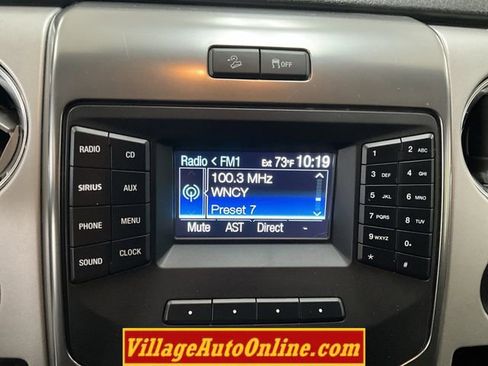 OFF
RADIO
CD
SIRIUS
AUX
PHONE
MENU
SOUND
CLOCK
Radio < FM1 Ext 73°F 10:19
100.3 MHz
WNCY
Preset 7
Mute AST Direct -
1
2 ABC
3 DEF
4 GHI
5 JKL
6 MNO
7 PQRS
8 TUV
9 WXYZ
0+
*
#
VillageAutoOnline.com